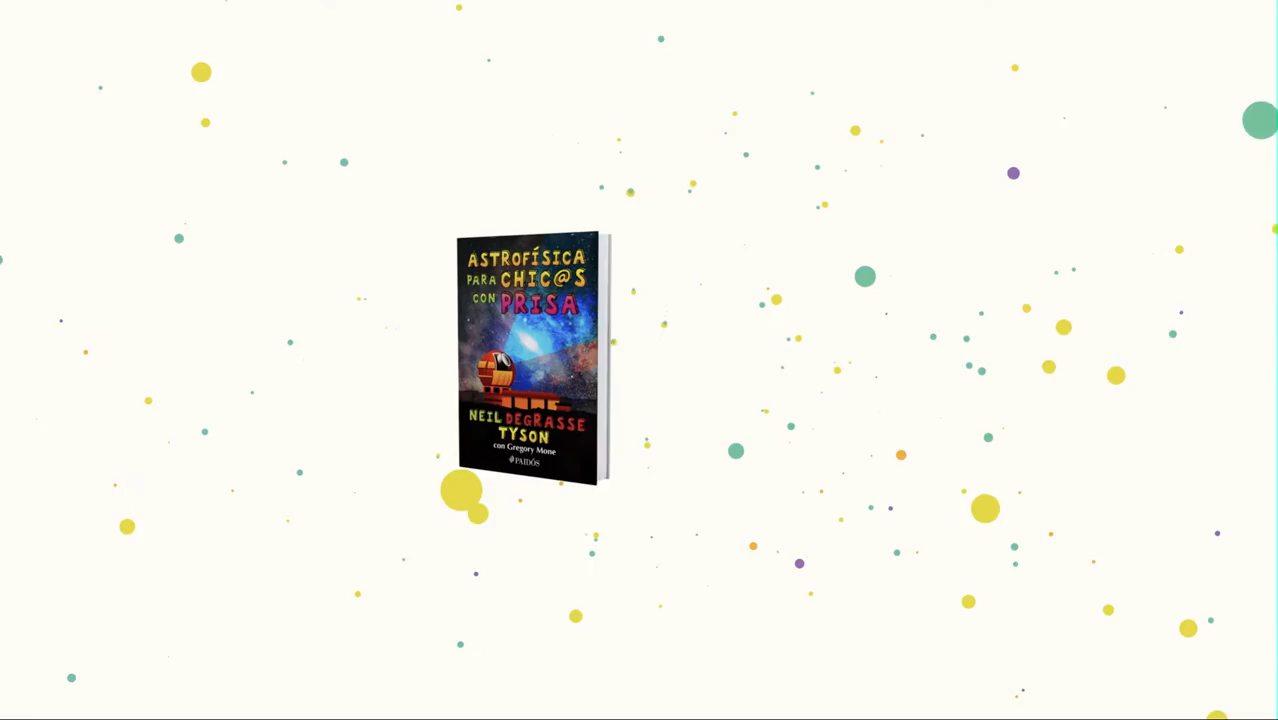 ASTROFÍSICA
PARA CHIC@S
CON PRISA
NEIL DEGRASSE
TYSON
con Gregory Mone
PAIDÓS